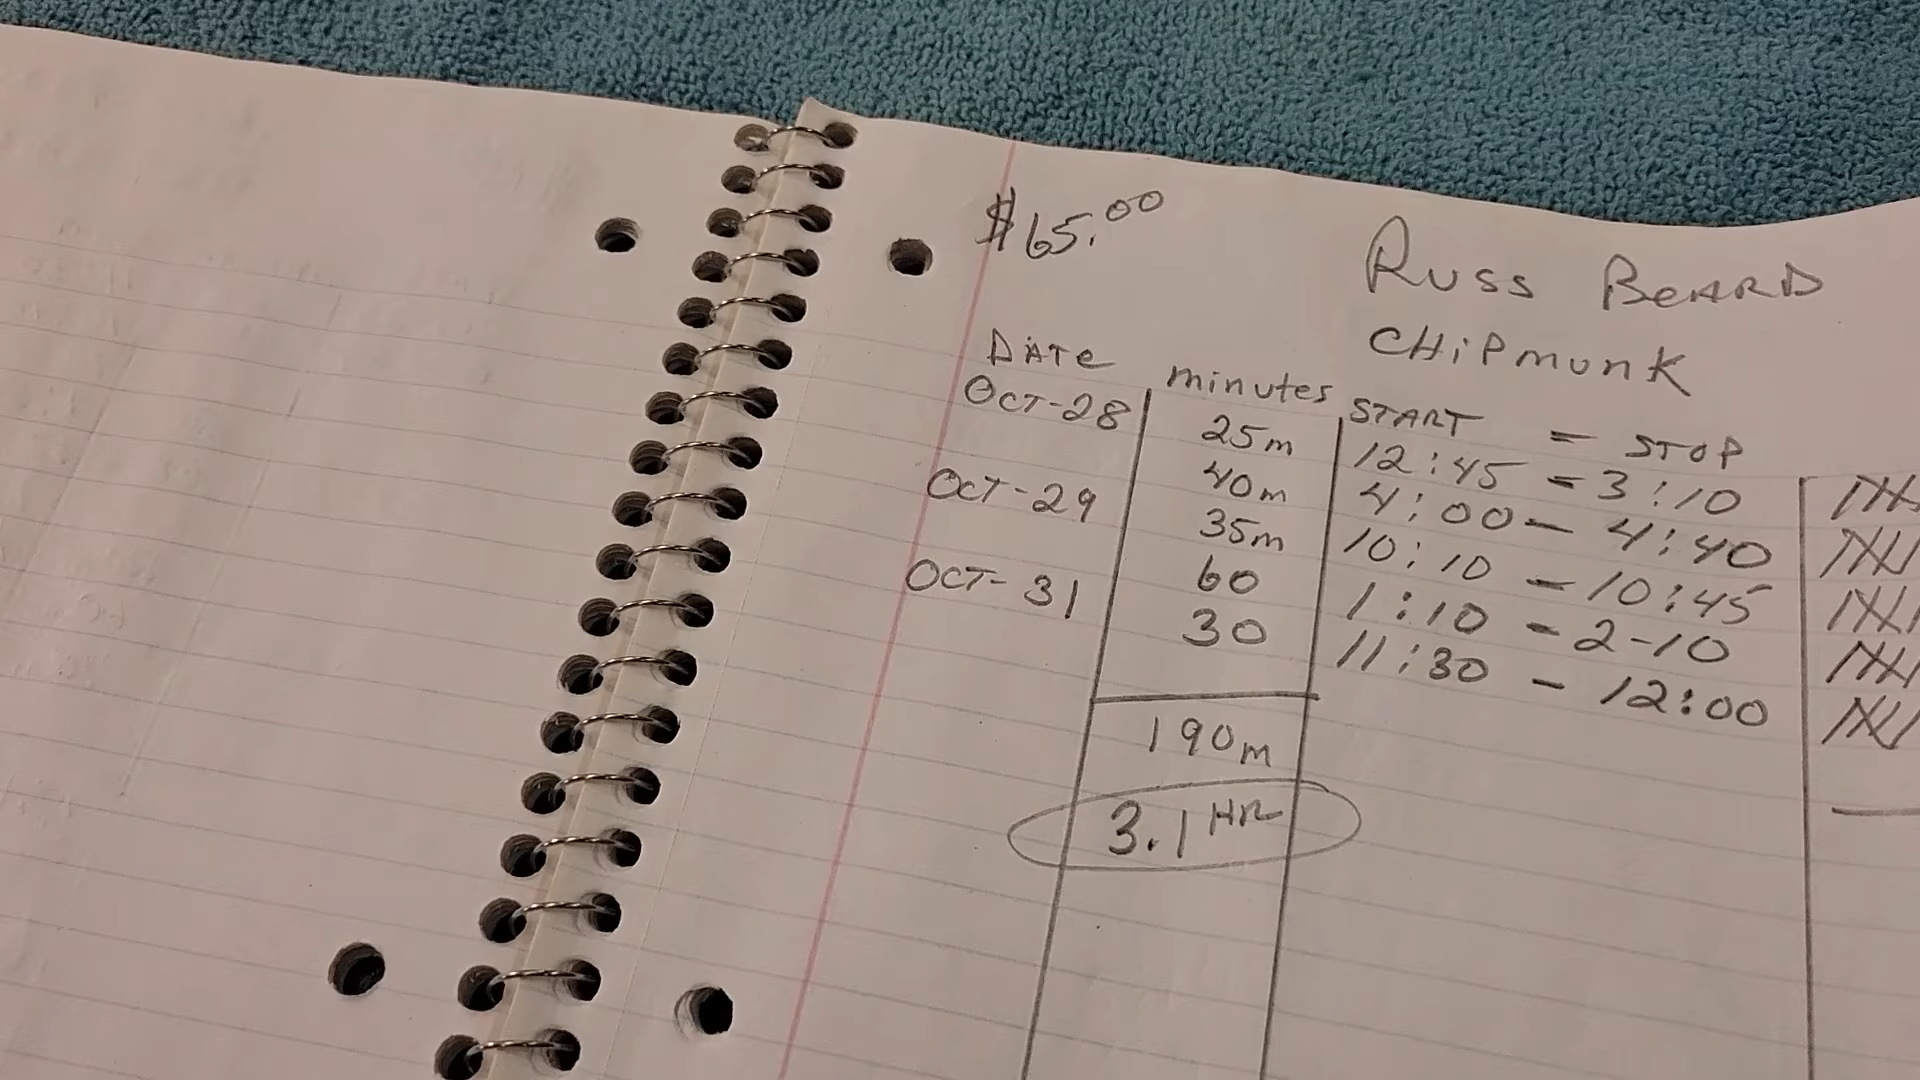 $65.00
Russ Beard
Chipmunk
Date minutes START = STOP
Oct-28 25m 12:45 = 3:10
40m 4:00 - 4:40
Oct-29 35m 10:10 - 10:45
60 1:10 - 2-10
Oct-31 30 11:30 - 12:00
190m
3.1 HR